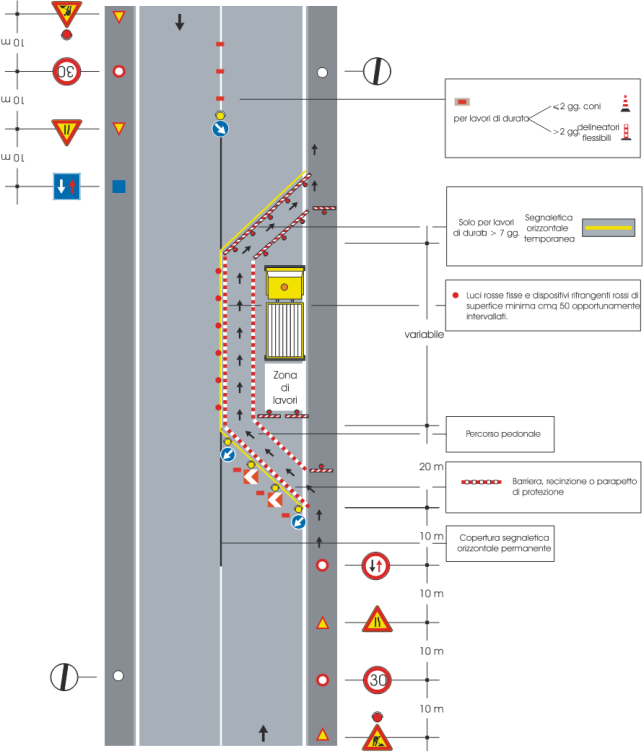 10 m
30
10 m
10 m
per lavori di durata
≤2 gg. coni
>2 gg. delineatori
flessibili
Solo per lavori
di durata > 7 gg.
Segnaletica
orizzontale
temporanea
Luci rosse fisse e dispositivi rifrangenti rossi di
superfice minima cmq 50 opportunamente
intervallati.
variabile
Zona
di
lavori
Percorso pedonale
20 m
Barriera, recinzione o parapetto
di protezione
10 m
Copertura segnaletica
orizzontale permanente
10 m
10 m
30
10 m